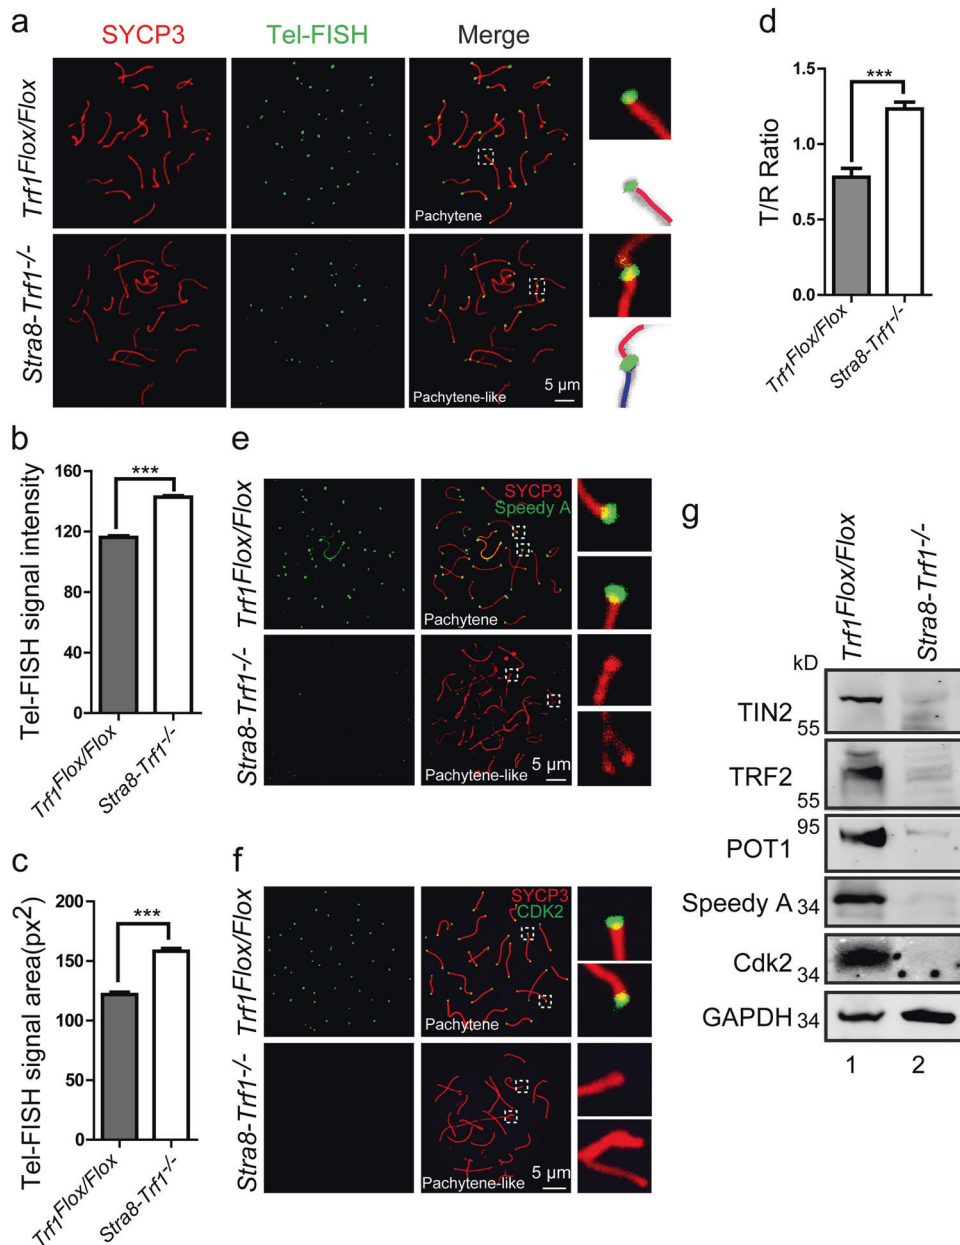 a
SYCP3
Tel-FISH
Merge
Trf1Flox/Flox
Pachytene
Stra8-Trf1-/-
Pachytene-like
5 µm
d
T/R Ratio
1.5
***
1.0
0.5
0.0
Trf1Flox/Flox
Stra8-Trf1-/-
b
Tel-FISH signal intensity
160
***
120
80
40
0
Trf1Flox/Flox
Stra8-Trf1-/-
c
Tel-FISH signal area(px2)
200
***
150
100
50
0
Trf1Flox/Flox
Stra8-Trf1-/-
e
Trf1Flox/Flox
SYCP3
Speedy A
Pachytene
Stra8-Trf1-/-
Pachytene-like
5 µm
f
Trf1Flox/Flox
SYCP3
CDK2
Pachytene
Stra8-Trf1-/-
Pachytene-like
5 µm
g
Trf1Flox/Flox
Stra8-Trf1-/-
kD
TIN2
55
TRF2
55
95
POT1
Speedy A 34
Cdk2
34
GAPDH 34
1 2